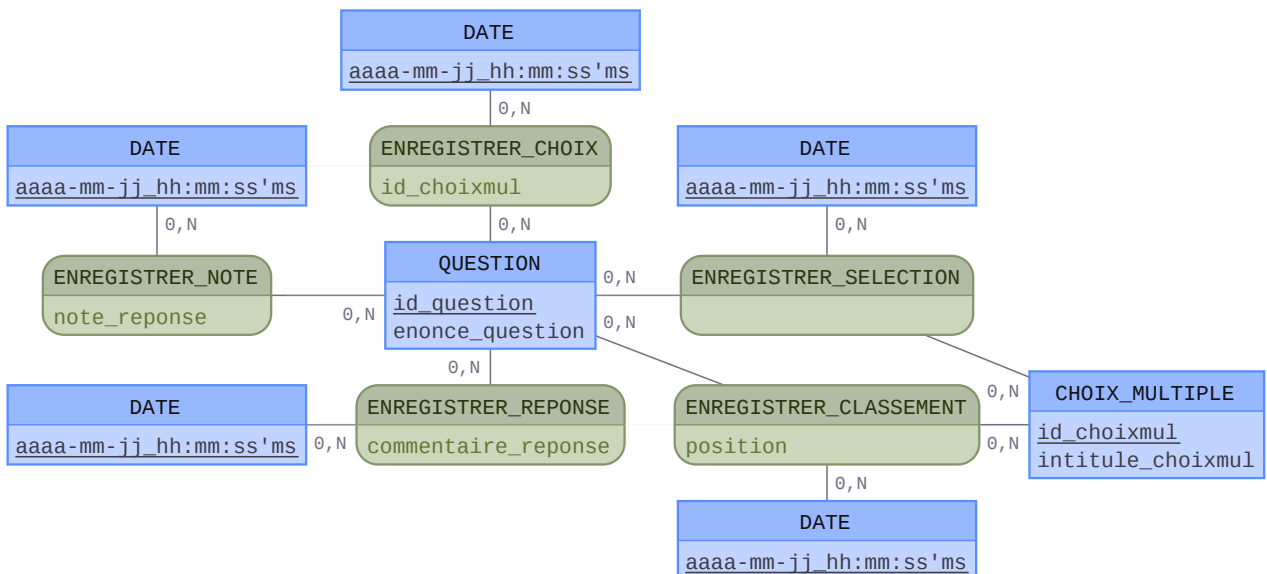 DATE
aaaa-mm-jj_hh:mm:ss'ms
0,N
DATE
aaaa-mm-jj_hh:mm:ss'ms
0,N
ENREGISTRER_CHOIX
id_choixmul
0,N
DATE
aaaa-mm-jj_hh:mm:ss'ms
0,N
ENREGISTRER_NOTE
note_reponse
0,N
QUESTION
id_question
enonce_question
0,N
0,N
0,N
ENREGISTRER_SELECTION
0,N
DATE
aaaa-mm-jj_hh:mm:ss'ms
0,N
ENREGISTRER_REPONSE
commentaire_reponse
ENREGISTRER_CLASSEMENT
position
0,N
0,N
CHOIX_MULTIPLE
id_choixmul
intitule_choixmul
DATE
aaaa-mm-jj_hh:mm:ss'ms